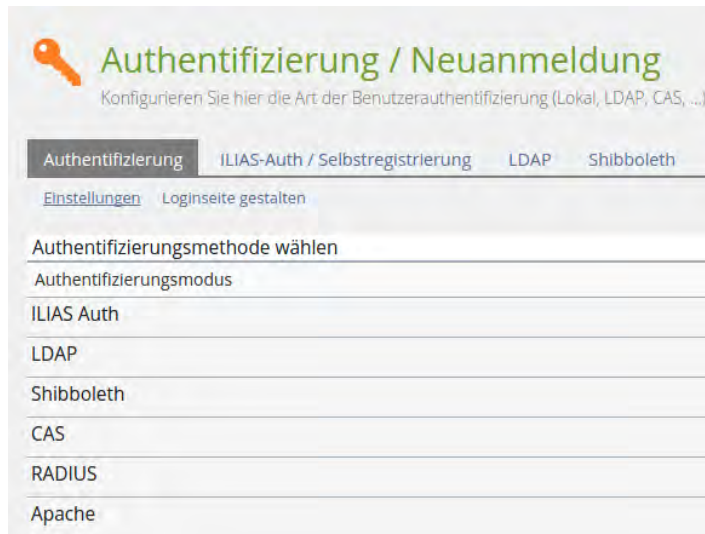 Authentifizierung / Neuanmeldung
Konfigurieren Sie hier die Art der Benutzerauthentifizierung (Lokal, LDAP, CAS, ...)
Authentifizierung ILIAS-Auth / Selbstregistrierung LDAP Shibboleth
Einstellungen Loginseite gestalten
Authentifizierungsmethode wählen
Authentifizierungsmodus
ILIAS Auth
LDAP
Shibboleth
CAS
RADIUS
Apache